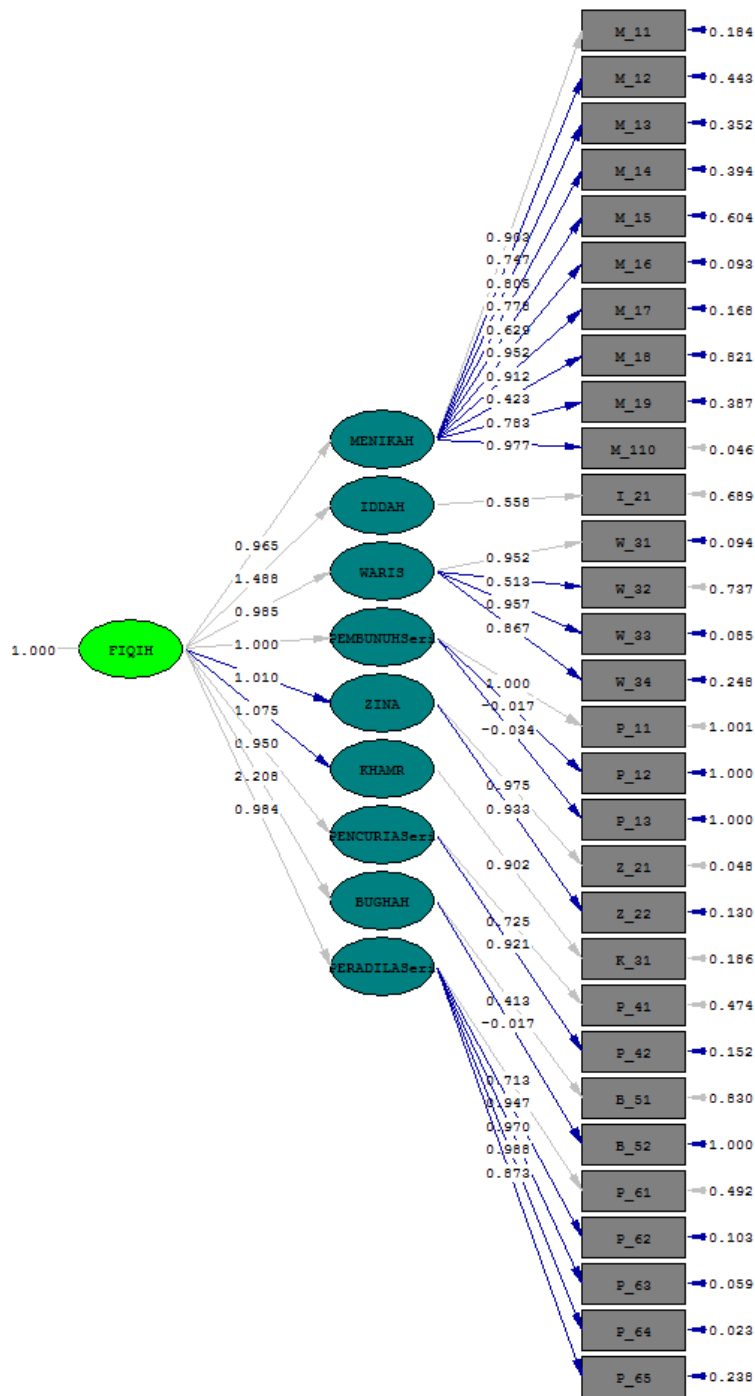 M_11 0.184
M_12 0.443
M_13 0.352
M_14 0.394
M_15 0.604
0.903
0.747
M_16 0.093
0.805
0.778
M_17 0.168
0.629
0.952
M_18 0.821
0.912
0.423
M_19 0.387
0.783
MENIKAH 0.977 M_110 0.046
IDDAH 0.558 I_21 0.689
0.965
W_31 0.094
0.952
WARIS 1.488 0.513 W_32 0.737
0.985 0.957
0.867 W_33 0.085
1.000 FIQIH 1.000 PEMBUNUHSeri
W_34 0.248
1.010
ZINA 1.000
-0.017 P_11 1.001
1.075 -0.034
0.950
KHAMR P_12 1.000
2.208 0.975
0.984 0.933 P_13 1.000
PENCURIASeri 0.902 Z_21 0.048
BUGHAH Z_22 0.130
0.725
0.921 K_31 0.186
PERADILASeri
0.413 P_41 0.474
-0.017
P_42 0.152
0.713
0.947 B_51 0.830
0.970
0.988 B_52 1.000
0.873
P_61 0.492
P_62 0.103
P_63 0.059
P_64 0.023
P_65 0.238